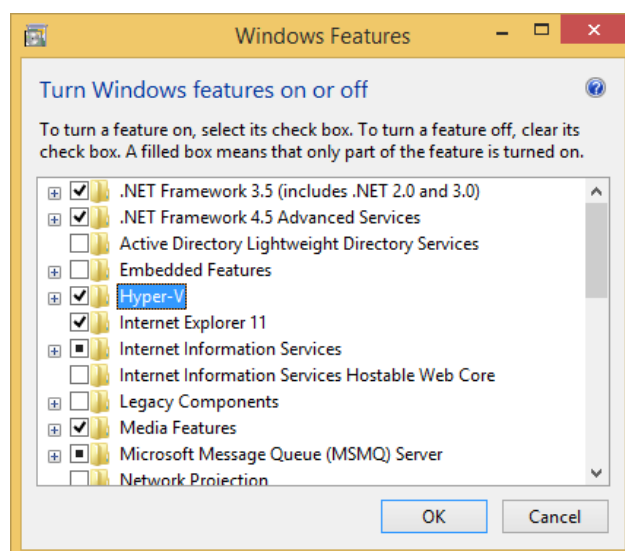 Windows Features
Turn Windows features on or off
To turn a feature on, select its check box. To turn a feature off, clear its
check box. A filled box means that only part of the feature is turned on.
.NET Framework 3.5 (includes .NET 2.0 and 3.0)
.NET Framework 4.5 Advanced Services
Active Directory Lightweight Directory Services
Embedded Features
Hyper-V
Internet Explorer 11
Internet Information Services
Internet Information Services Hostable Web Core
Legacy Components
Media Features
Microsoft Message Queue (MSMQ) Server
Network Projection
OK
Cancel